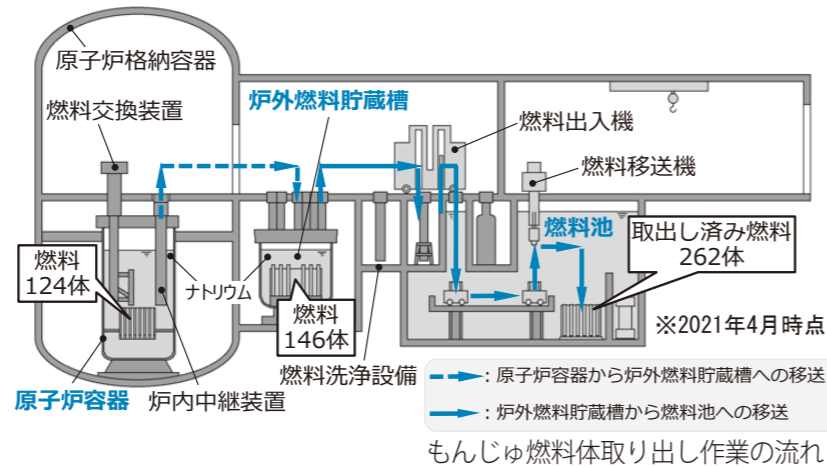 原子炉格納容器
燃料交換装置
炉外燃料貯蔵槽
燃料出入機
燃料移送機
燃料池
取出し済み燃料
262体
燃料
124体
ナトリウム
燃料
146体
※2021年4月時点
原子炉容器
炉内中継装置
燃料洗浄設備
：原子炉容器から炉外燃料貯蔵槽への移送
：炉外燃料貯蔵槽から燃料池への移送
もんじゅ燃料体取り出し作業の流れ